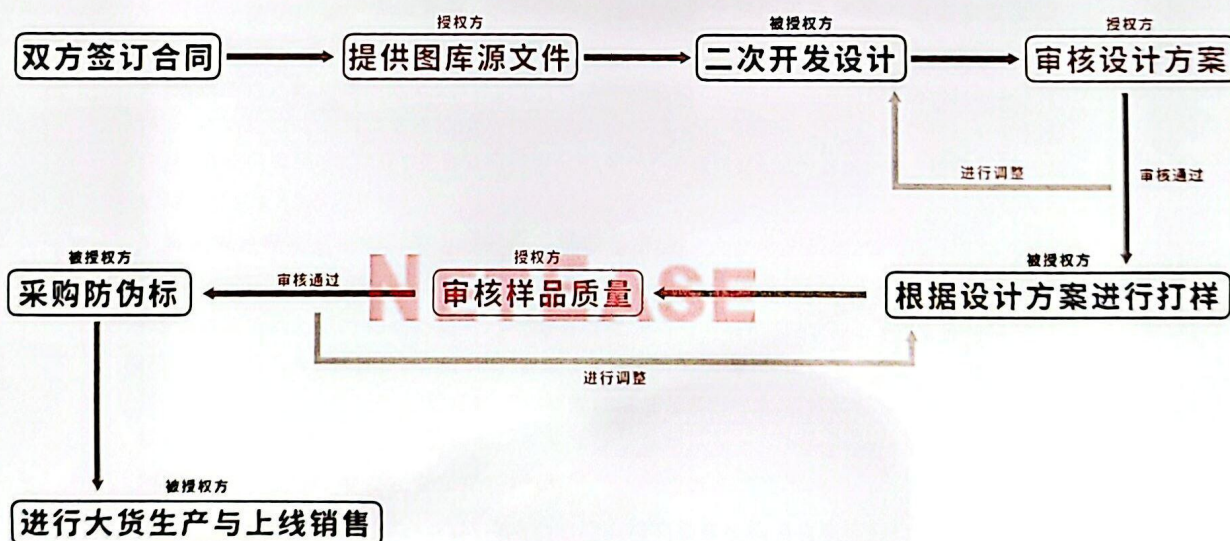 授权方
被授权方
授权方
双方签订合同
提供图库源文件
二次开发设计
审核设计方案
进行调整
审核通过
被授权方
授权方
被授权方
采购防伪标
审核通过
NETEASE
审核样品质量
根据设计方案进行打样
进行调整
被授权方
进行大货生产与上线销售